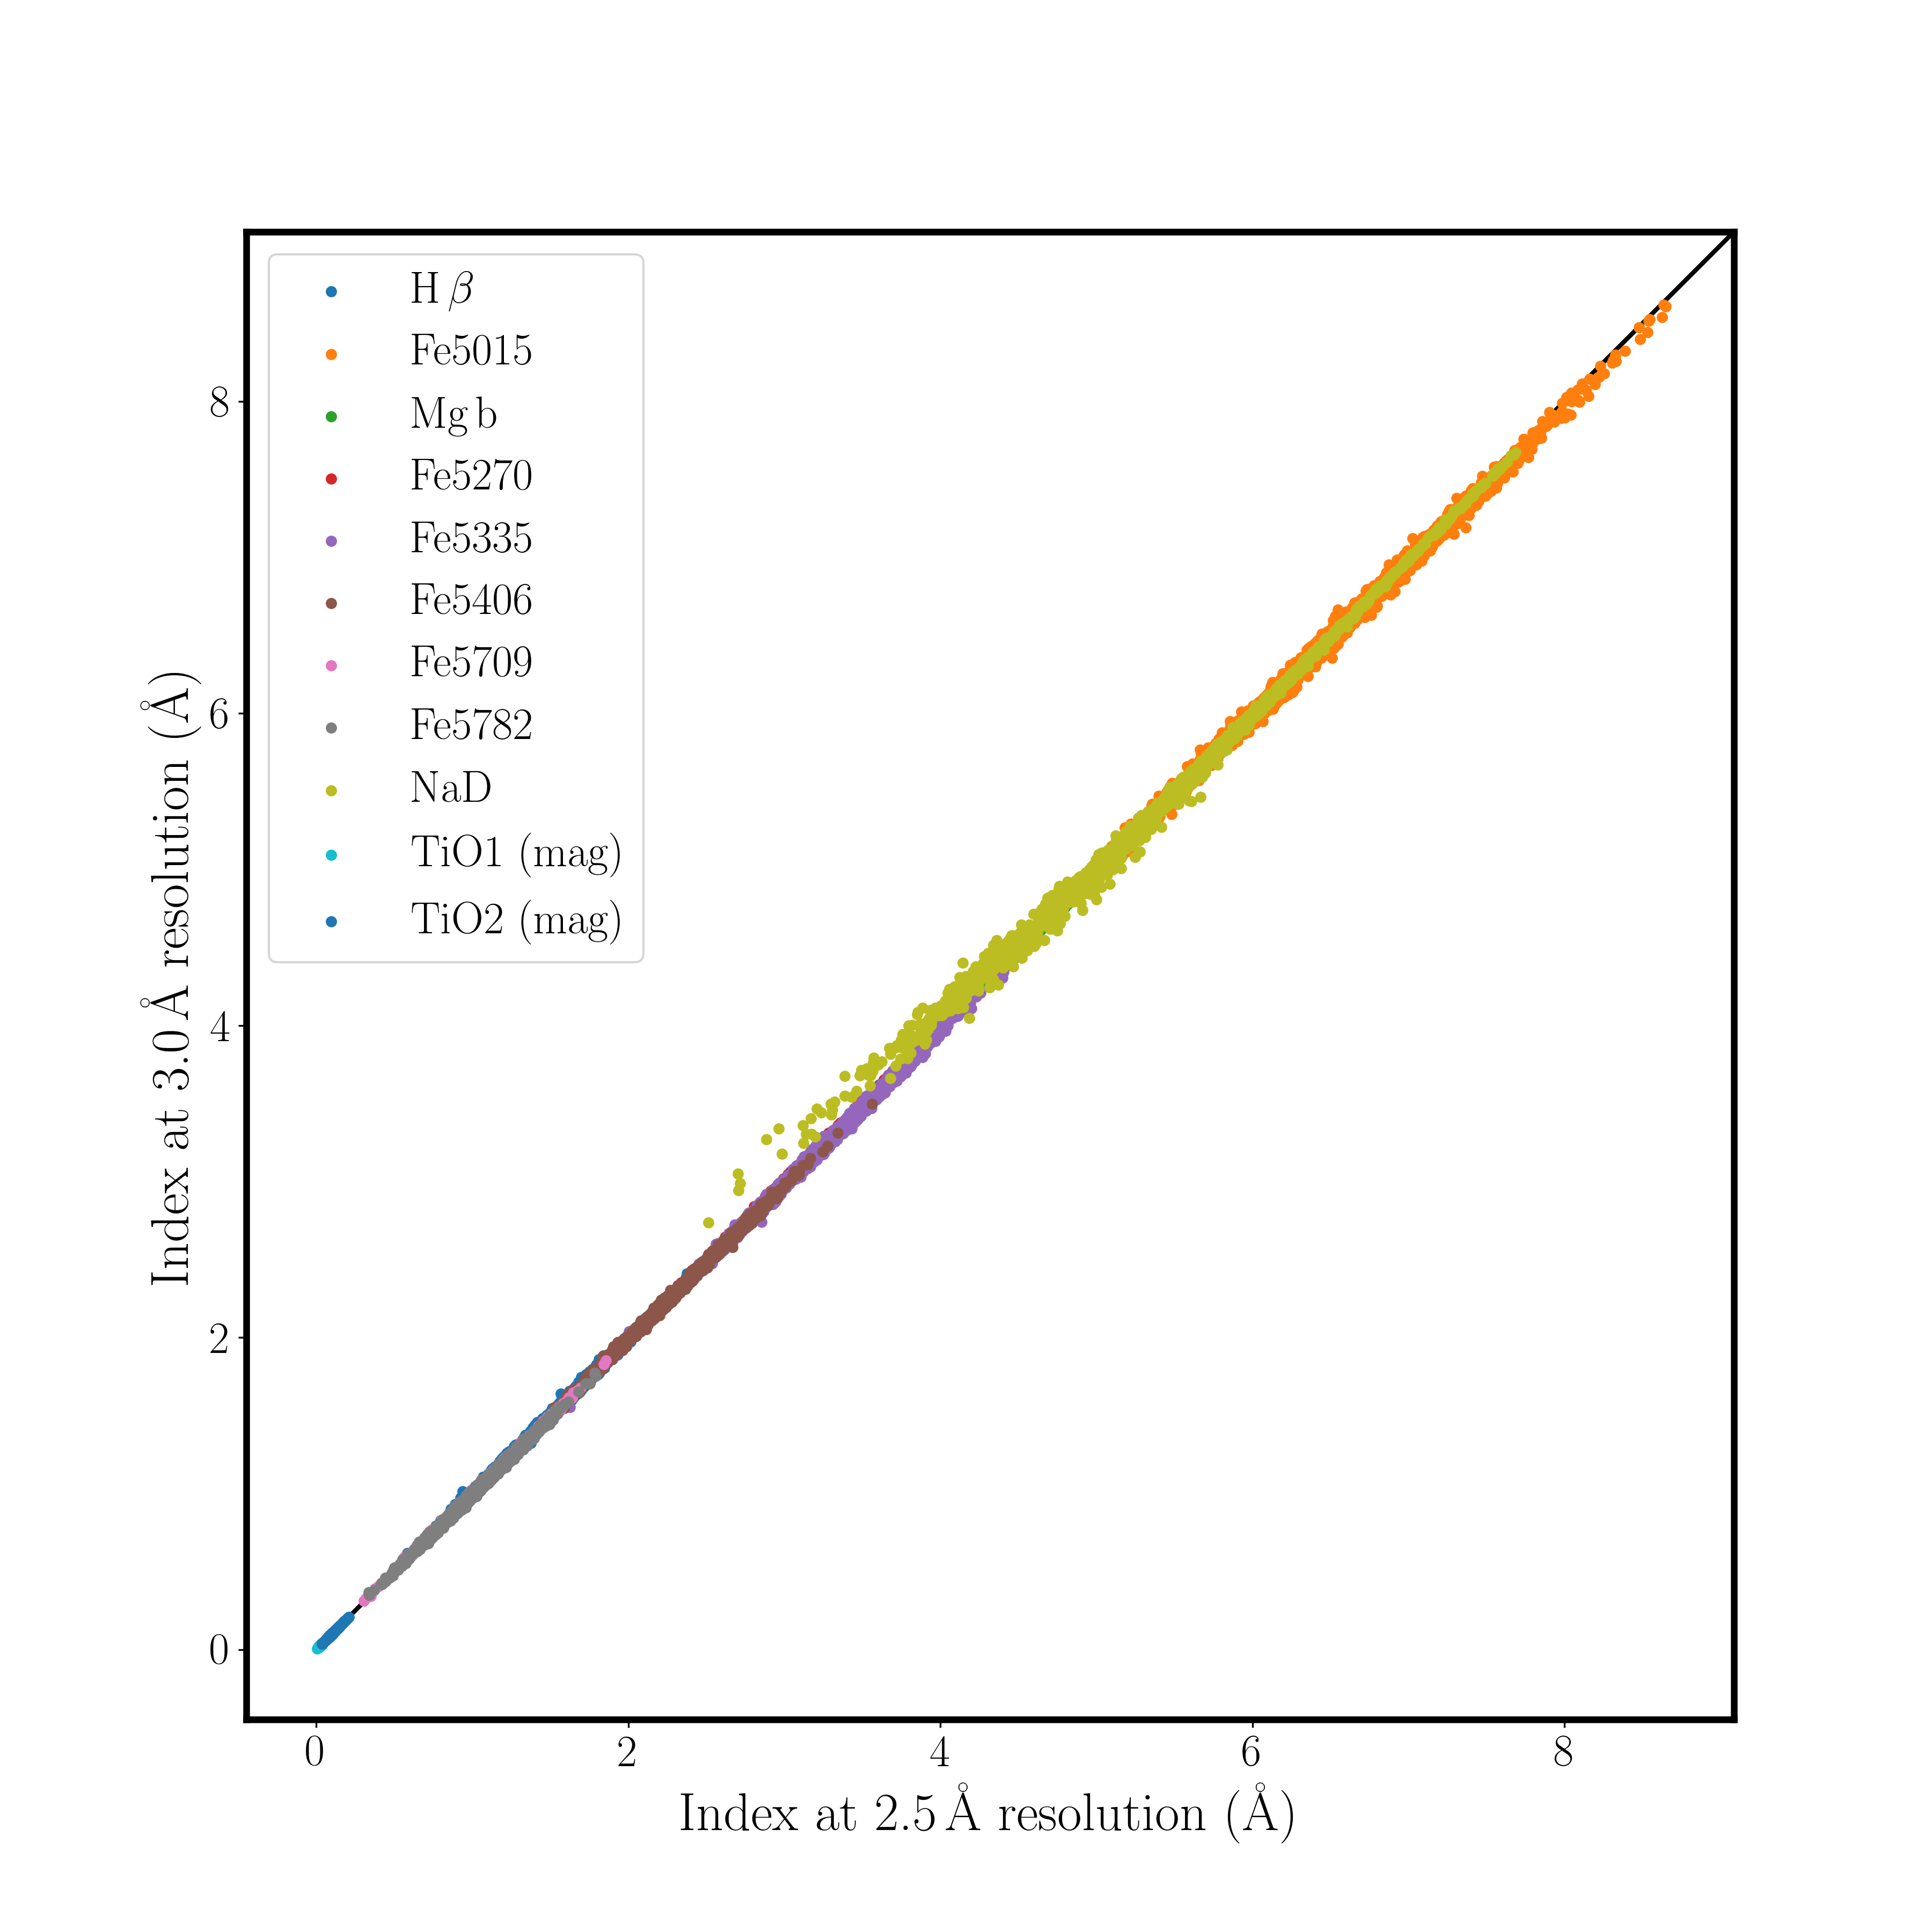 H β
Fe5015
Mg b
Fe5270
Fe5335
Fe5406
Fe5709
Fe5782
NaD
TiO1 (mag)
TiO2 (mag)
Index at 3.0 Å resolution (Å)
8
6
4
2
0
0 2 4 6 8
Index at 2.5 Å resolution (Å)